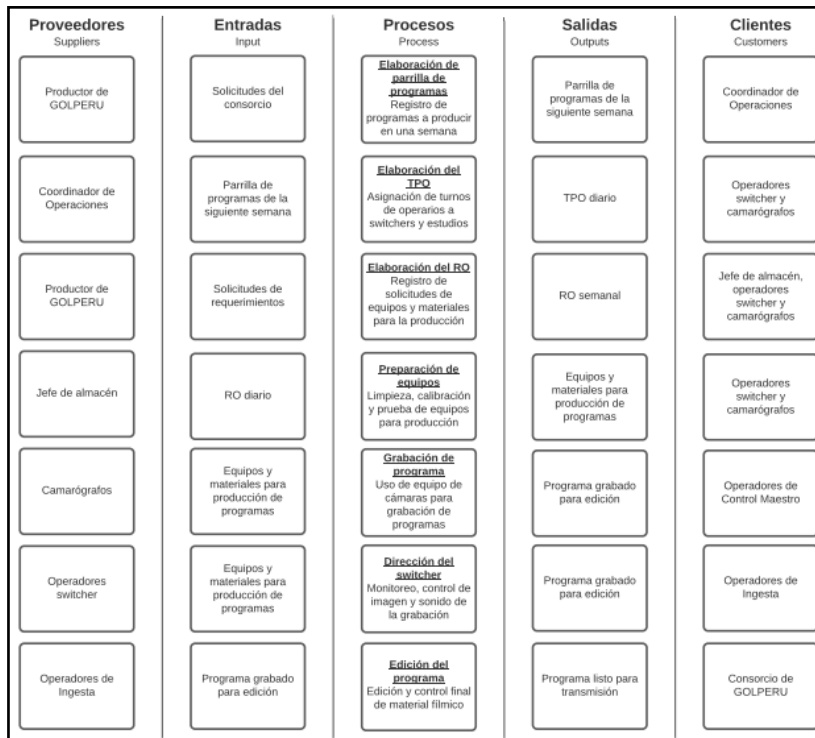 Proveedores
Suppliers
Entradas
Input
Procesos
Process
Salidas
Outputs
Clientes
Customers
Productor de
GOLPERU
Solicitudes del
consorcio
Elaboración de
parrilla de
programas
Registro de
programas a producir
en una semana
Parrilla de
programas de la
siguiente semana
Coordinador de
Operaciones
Coordinador de
Operaciones
Parrilla de
programas de la
siguiente semana
Elaboración del
TPO
Asignación de turnos
de operarios a
switchers y estudios
TPO diario
Operadores
switcher y
camarógrafos
Productor de
GOLPERU
Solicitudes de
requerimientos
Elaboración del RO
Registro de
solicitudes de
equipos y materiales
para la producción
RO semanal
Jefe de almacén,
operadores
switcher y
camarógrafos
Jefe de almacén
RO diario
Preparación de
equipos
Limpieza, calibración
y prueba de equipos
para producción
Equipos y
materiales para
producción de
programas
Operadores
switcher y
camarógrafos
Camarógrafos
Equipos y
materiales para
producción de
programas
Grabación de
programa
Uso de equipo de
cámaras para
grabación de
programas
Programa grabado
para edición
Operadores de
Control Maestro
Operadores
switcher
Equipos y
materiales para
producción de
programas
Dirección del
switcher
Monitoreo, control de
imagen y sonido de
la grabación
Programa grabado
para edición
Operadores de
Ingesta
Operadores de
Ingesta
Programa grabado
para edición
Edición del
programa
Edición y control final
de material fílmico
Programa listo para
transmisión
Consorcio de
GOLPERU